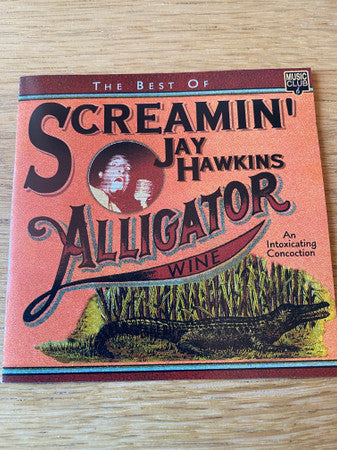 THE BEST OF
MUSIC
CLUB
SCREAMIN'
JAY
HAWKINS
ALLIGATOR
WINE
An
Intoxicating
Concoction